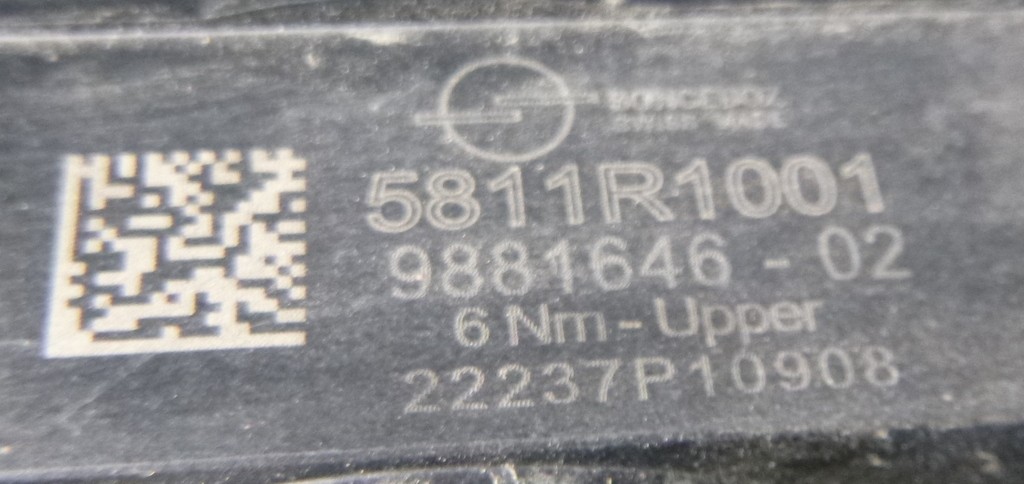 5811R1001
9881646 - 02
6 Nm - Upper
22237P10908